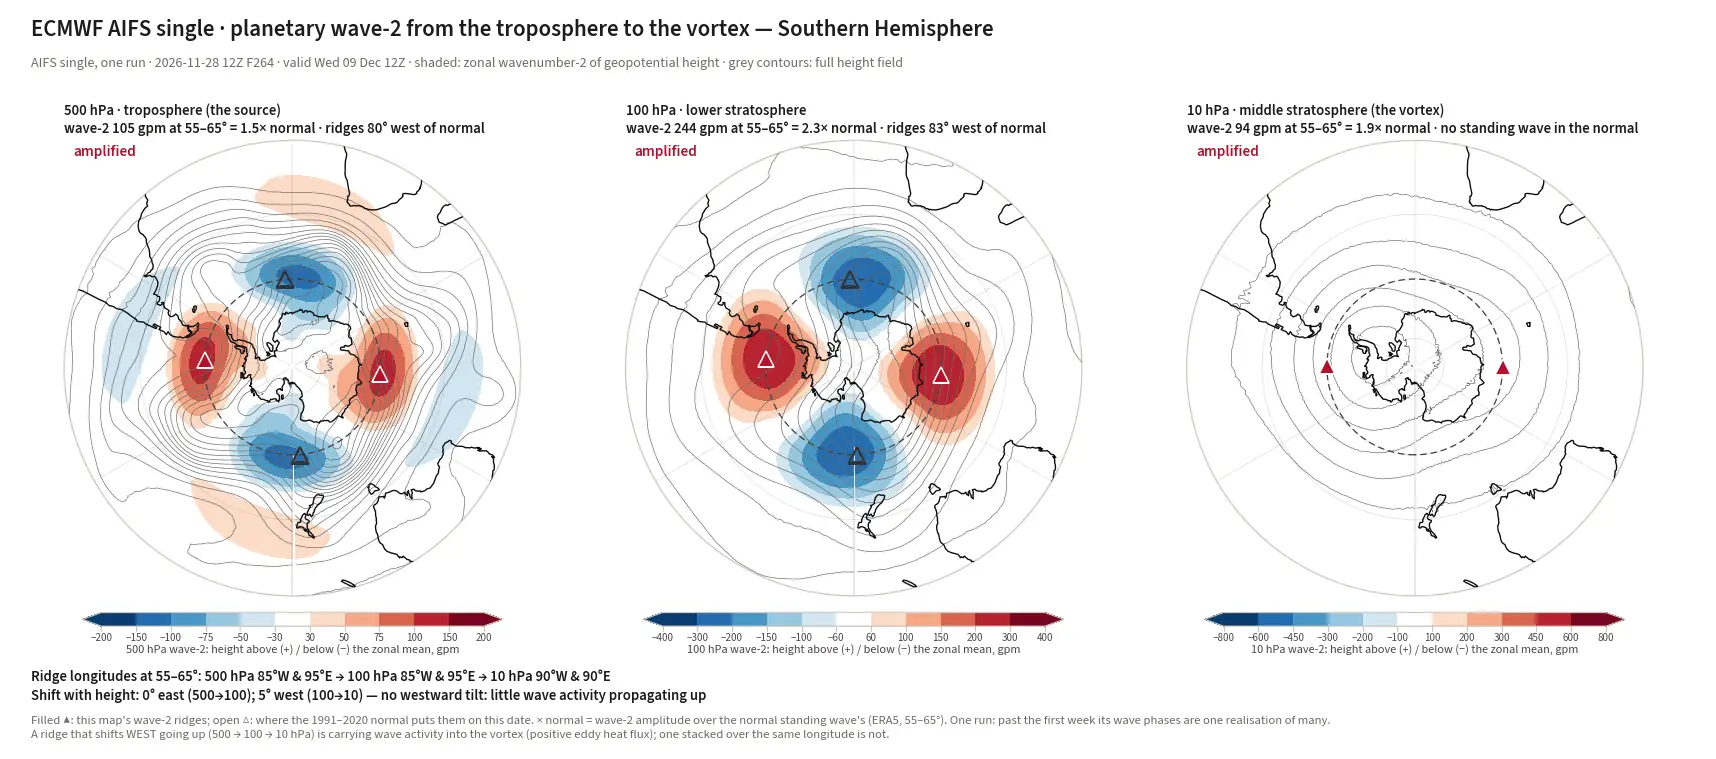 ECMWF AIFS single · planetary wave-2 from the troposphere to the vortex — Southern Hemisphere
AIFS single, one run · 2026-11-28 12Z F264 · valid Wed 09 Dec 12Z · shaded: zonal wavenumber-2 of geopotential height · grey contours: full height field
500 hPa · troposphere (the source)
wave-2 105 gpm at 55–65° = 1.5× normal · ridges 80° west of normal
amplified
100 hPa · lower stratosphere
wave-2 244 gpm at 55–65° = 2.3× normal · ridges 83° west of normal
amplified
10 hPa · middle stratosphere (the vortex)
wave-2 94 gpm at 55–65° = 1.9× normal · no standing wave in the normal
amplified
−200 −150 −100 −75 −50 −30 30 50 75 100 150 200
500 hPa wave-2: height above (+) / below (−) the zonal mean, gpm
−400 −300 −200 −150 −100 −60 60 100 150 200 300 400
100 hPa wave-2: height above (+) / below (−) the zonal mean, gpm
−800 −600 −450 −300 −200 −100 100 200 300 450 600 800
10 hPa wave-2: height above (+) / below (−) the zonal mean, gpm
Ridge longitudes at 55–65°: 500 hPa 85°W & 95°E → 100 hPa 85°W & 95°E → 10 hPa 90°W & 90°E
Shift with height: 0° east (500→100); 5° west (100→10) — no westward tilt: little wave activity propagating up
Filled ▲: this map's wave-2 ridges; open △: where the 1991–2020 normal puts them on this date. × normal = wave-2 amplitude over the normal standing wave's (ERA5, 55–65°). One run: past the first week its wave phases are one realisation of many.
A ridge that shifts WEST going up (500 → 100 → 10 hPa) is carrying wave activity into the vortex (positive eddy heat flux); one stacked over the same longitude is not.